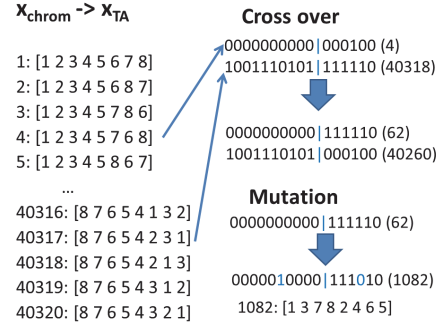 x_chrom -> x_TA
1: [1 2 3 4 5 6 7 8]
2: [1 2 3 4 5 6 8 7]
3: [1 2 3 4 5 7 8 6]
4: [1 2 3 4 5 7 6 8]
5: [1 2 3 4 5 8 6 7]
...
40316: [8 7 6 5 4 1 3 2]
40317: [8 7 6 5 4 2 3 1]
40318: [8 7 6 5 4 2 1 3]
40319: [8 7 6 5 4 3 1 2]
40320: [8 7 6 5 4 3 2 1]
Cross over
0000000000|000100 (4)
1001110101|111110 (40318)
0000000000|111110 (62)
1001110101|000100 (40260)
Mutation
0000000000|111110 (62)
0000010000|111010 (1082)
1082: [1 3 7 8 2 4 6 5]